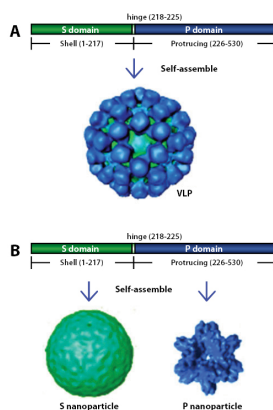 hinge (218-225)
A
S domain P domain
Shell (1-217) Protrucing (226-530)
Self-assemble
VLP
hinge (218-225)
B
S domain P domain
Shell (1-217) Protrucing (226-530)
Self-assemble
S nanoparticle P nanoparticle